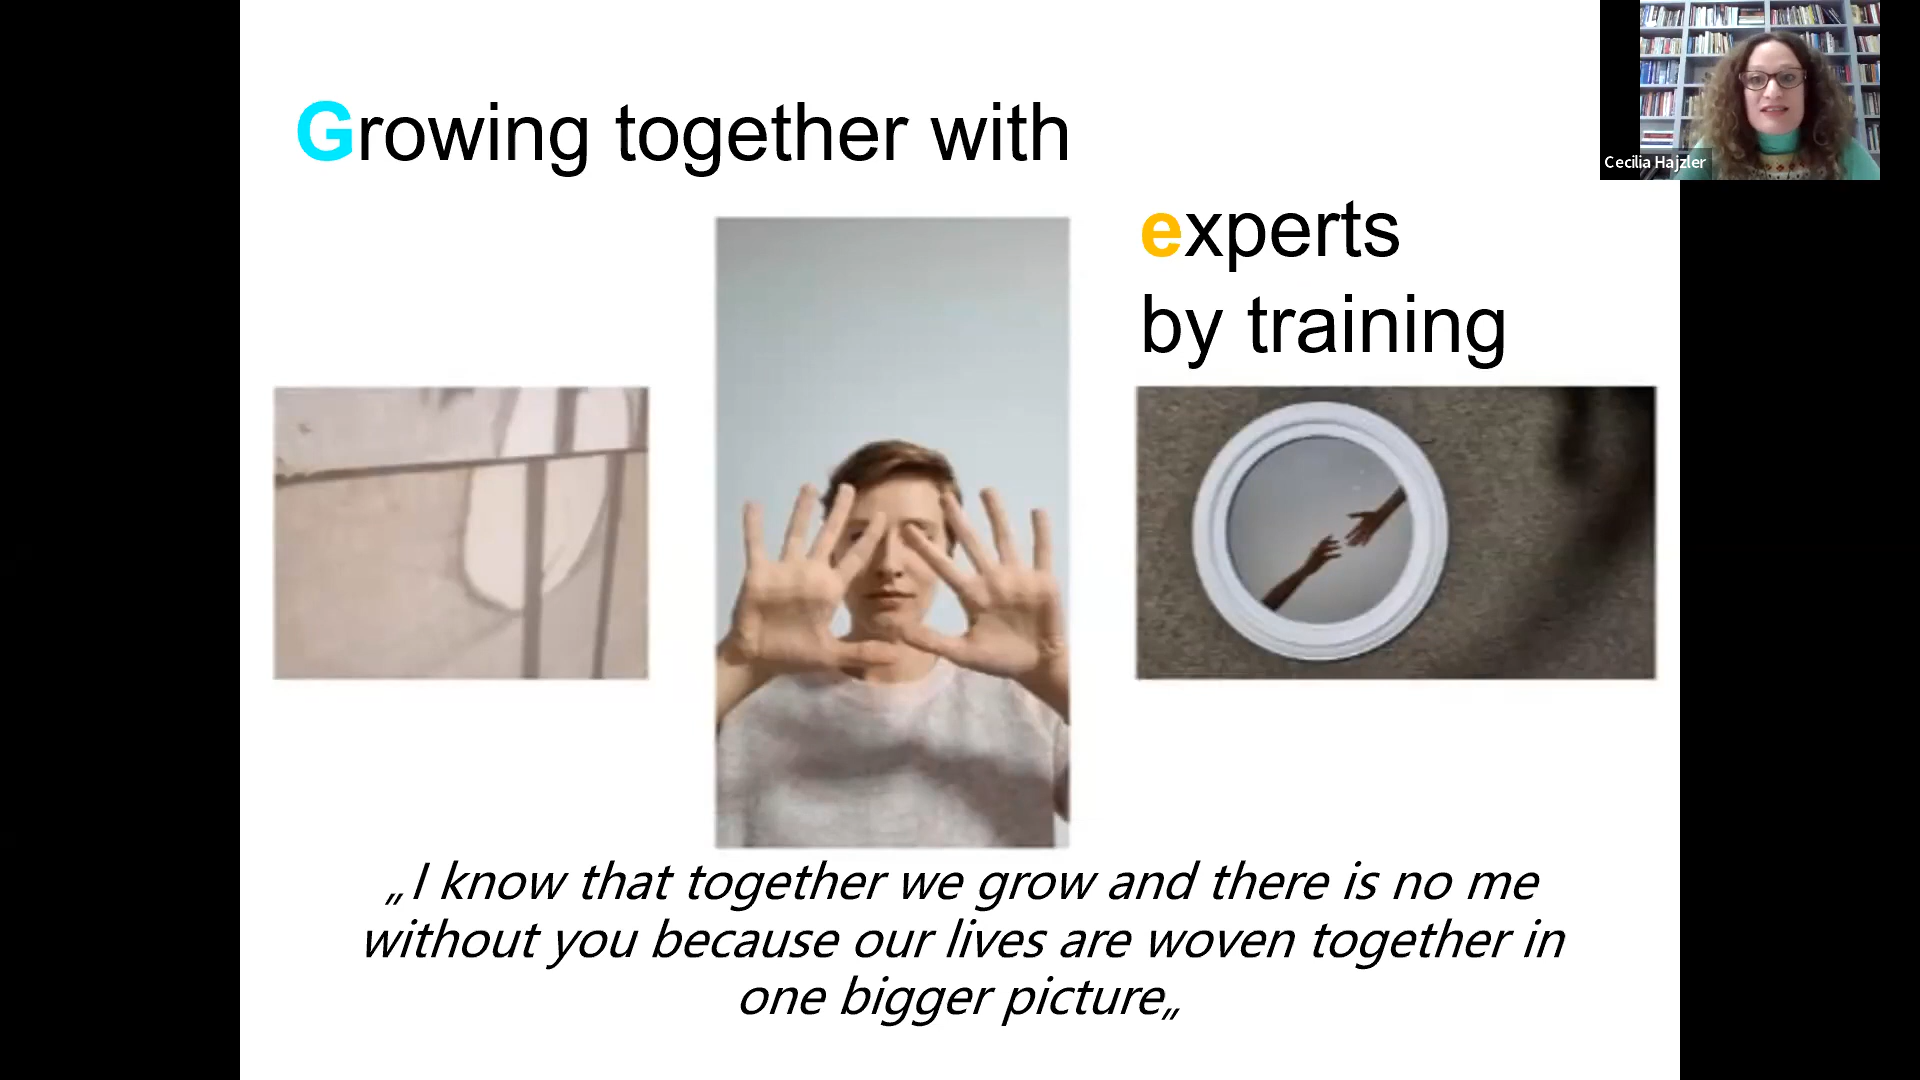 Growing together with
experts
by training
Cecilia Hajzler
„I know that together we grow and there is no me
without you because our lives are woven together in
one bigger picture„